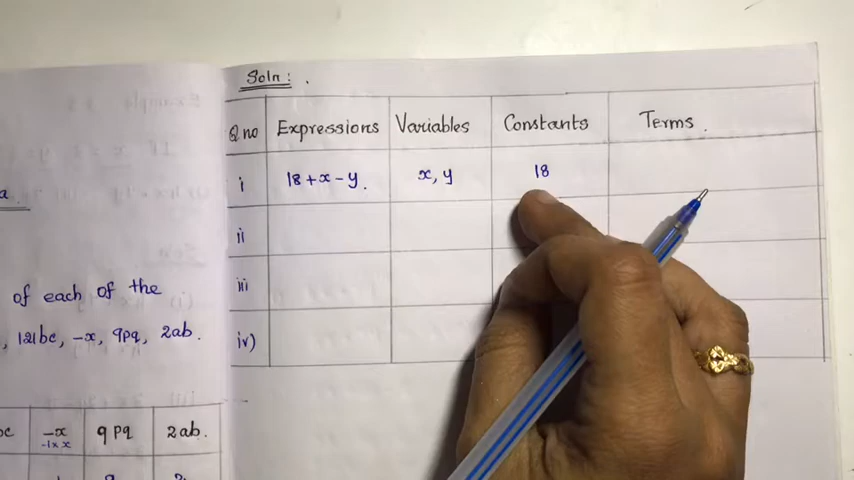 a.
of each of the
, 121bc, -x, 9pq, 2ab.
-x 9pq 2ab.
-1×x
Soln: .
Q no Expressions Variables Constants Terms.
i 18+x-y. x, y 18
ii
iii
iv)